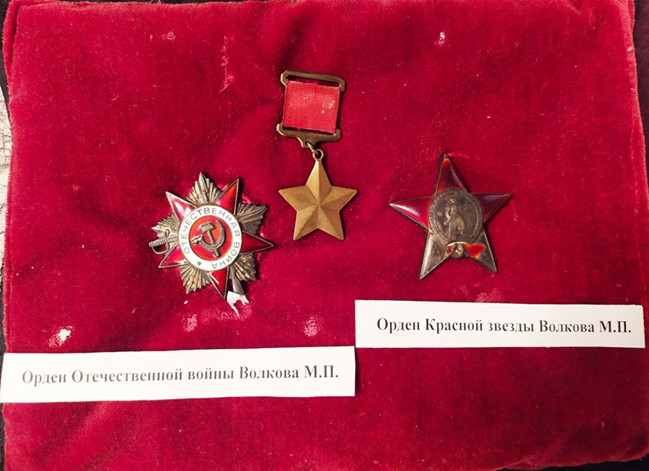 ОТЕЧЕСТВЕННАЯ ВОЙНА
Орден Красной звезды Волкова М.П.
Орден Отечественной войны Волкова М.П.